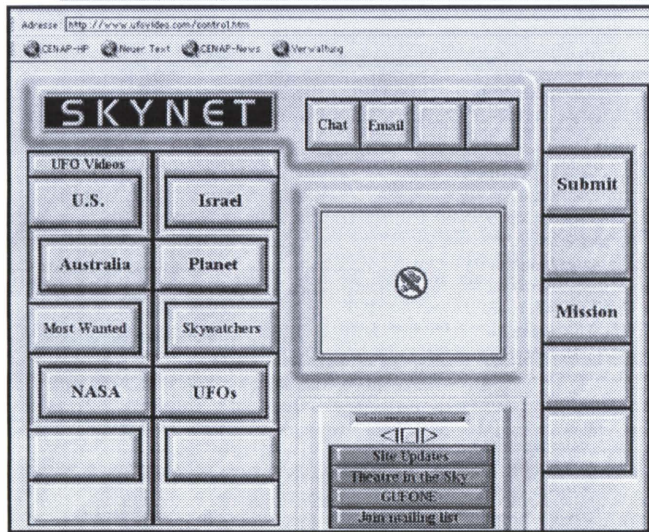 Adresse: http://www.ufovideo.com/control.htm
CENAP-HP Neuer Text CENAP-News Verwaltung
SKYNET
Chat Email
UFO Videos
U.S. Israel
Australia Planet
Most Wanted Skywatchers
NASA UFOs
Submit
Mission
Site Updates
Theatre in the Sky
GUFONE
Join mailing list